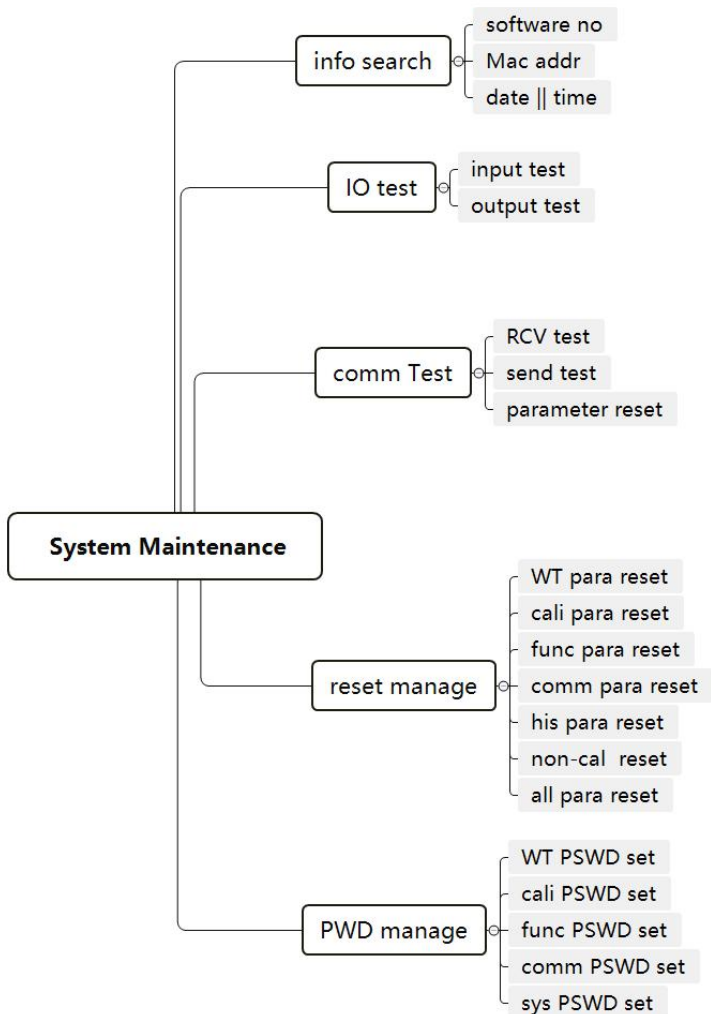 software no
info search
Mac addr
date || time
input test
IO test
output test
RCV test
comm Test
send test
parameter reset
System Maintenance
WT para reset
cali para reset
func para reset
reset manage
comm para reset
his para reset
non-cal  reset
all para reset
WT PSWD set
cali PSWD set
PWD manage
func PSWD set
comm PSWD set
sys PSWD set